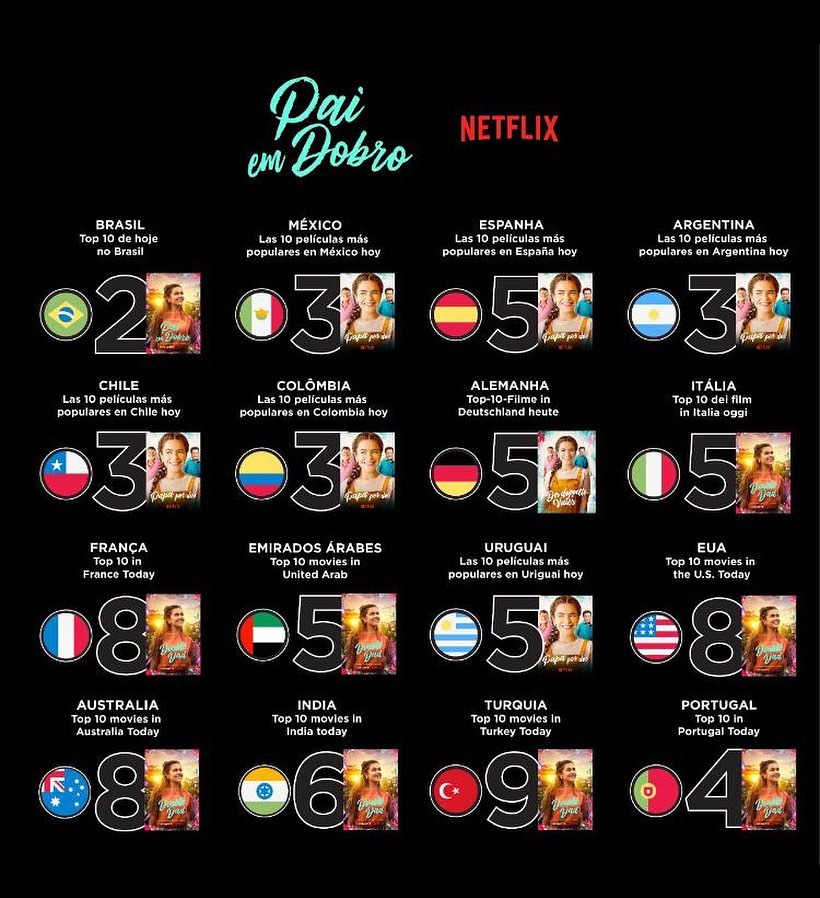 Pai
em Dobro
NETFLIX
BRASIL
Top 10 de hoje
no Brasil
2
Pai
em Dobro
MÉXICO
Las 10 películas más
populares en México hoy
3
Papá por dos
NETFLIX
ESPANHA
Las 10 películas más
populares en España hoy
5
Papá por dos
NETFLIX
ARGENTINA
Las 10 películas más
populares en Argentina hoy
3
Papá por dos
NETFLIX
CHILE
Las 10 películas más
populares en Chile hoy
3
Papá por dos
NETFLIX
COLÔMBIA
Las 10 películas más
populares en Colombia hoy
3
Papá por dos
NETFLIX
ALEMANHA
Top-10-Filme in
Deutschland heute
5
Der doppelte
Vater
ITÁLIA
Top 10 dei film
in Italia oggi
5
Double
Dad
FRANÇA
Top 10 in
France Today
8
Double
Dad
EMIRADOS ÁRABES
Top 10 movies in
United Arab
5
Double
Dad
URUGUAI
Las 10 películas más
populares en Uriguai hoy
5
Papá por dos
NETFLIX
EUA
Top 10 movies in
the U.S. Today
8
Double
Dad
AUSTRALIA
Top 10 movies in
Australia Today
8
Double
Dad
INDIA
Top 10 movies in
India today
6
Double
Dad
TURQUIA
Top 10 movies in
Turkey Today
9
Double
Dad
PORTUGAL
Top 10 in
Portugal Today
4
Double
Dad